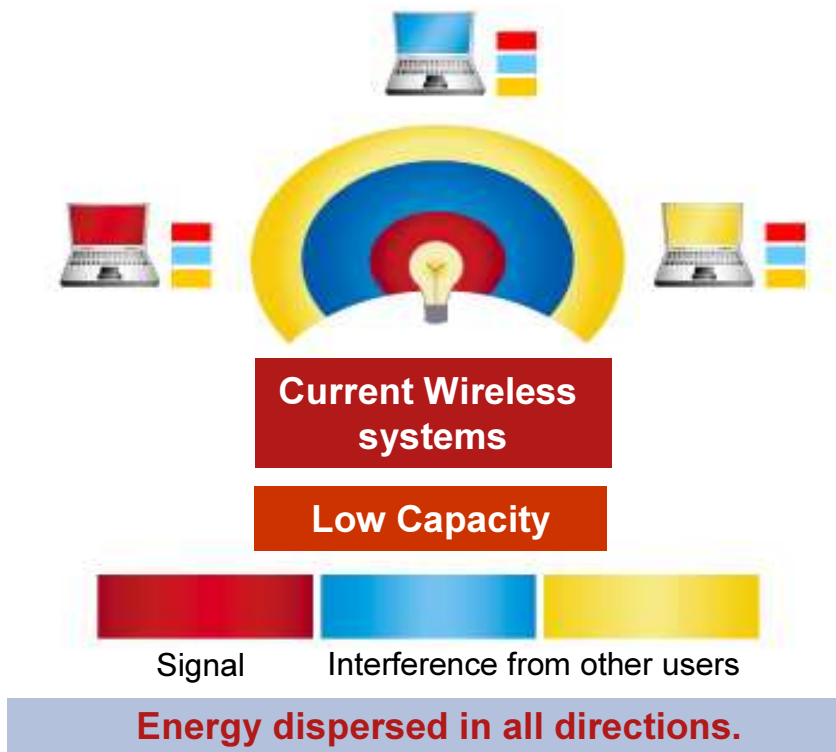 Current Wireless
systems
Low Capacity
Signal
Interference from other users
Energy dispersed in all directions.